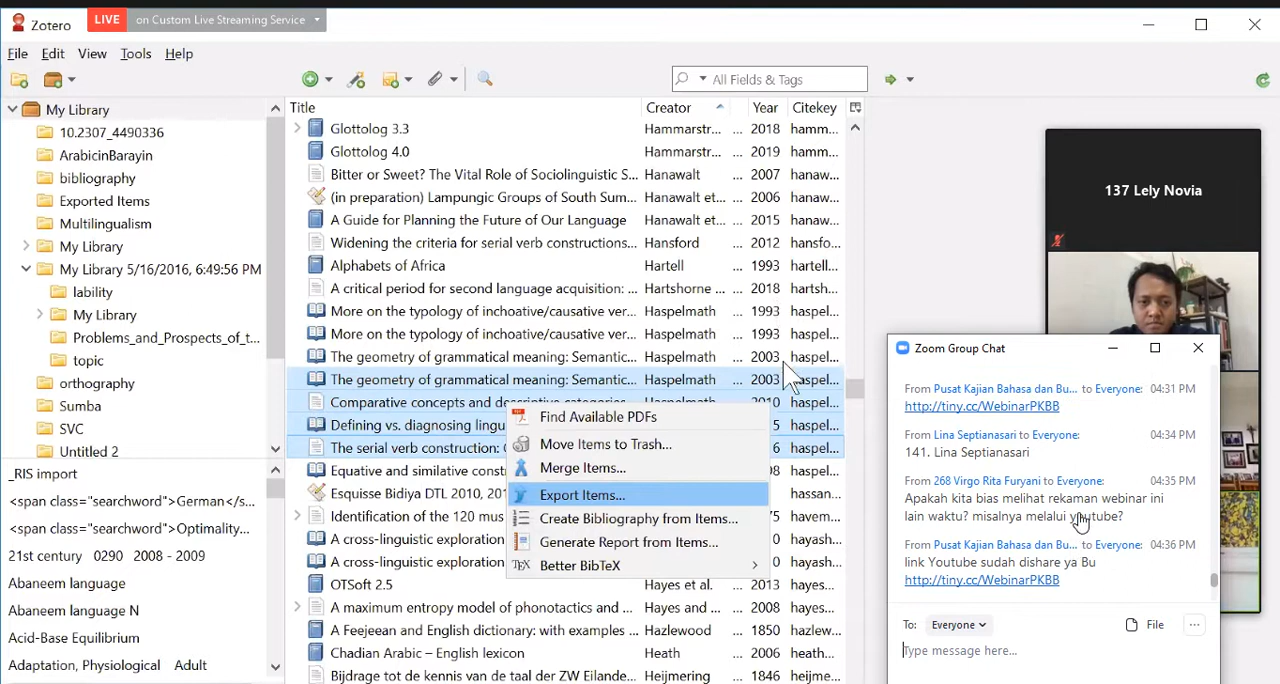 Zotero
LIVE on Custom Live Streaming Service
File Edit View Tools Help
All Fields & Tags
My Library
10.2307_4490336
ArabicinBarayin
bibliography
Exported Items
Multilingualism
My Library
My Library 5/16/2016, 6:49:56 PM
lability
My Library
Problems_and_Prospects_of_t...
topic
orthography
Sumba
SVC
Untitled 2
_RIS import
<span class="searchword">German</s...
<span class="searchword">Optimality...
21st century 0290 2008 - 2009
Abaneem language
Abaneem language N
Acid-Base Equilibrium
Adaptation, Physiological Adult
Title Creator Year Citekey
Glottolog 3.3 Hammarstr... ... 2018 hamm...
Glottolog 4.0 Hammarstr... ... 2019 hamm...
Bitter or Sweet? The Vital Role of Sociolinguistic S... Hanawalt ... 2007 hanaw...
(in preparation) Lampungic Groups of South Sum... Hanawalt et... ... 2006 hanaw...
A Guide for Planning the Future of Our Language Hanawalt et... ... 2015 hanaw...
Widening the criteria for serial verb constructions... Hansford ... 2012 hansfo...
Alphabets of Africa Hartell ... 1993 hartell...
A critical period for second language acquisition: ... Hartshorne ... 2018 hartsh...
More on the typology of inchoative/causative ver... Haspelmath ... 1993 haspel...
More on the typology of inchoative/causative ver... Haspelmath ... 1993 haspel...
The geometry of grammatical meaning: Semantic... Haspelmath ... 2003 haspel...
The geometry of grammatical meaning: Semantic... Haspelmath ... 2003 haspel...
Comparative concepts and descriptive categories... Haspelmath ... 2010 haspel...
Defining vs. diagnosing lingu 5 haspel...
The serial verb construction: 6 haspel...
Equative and similative const 98 haspel...
Esquisse Bidiya DTL 2010, 201 hassan...
Identification of the 120 mus 75 havem...
A cross-linguistic exploration hayash...
A cross-linguistic exploration hayash...
OTSoft 2.5 Hayes et al. ... 2013 hayes...
A maximum entropy model of phonotactics and ... Hayes et al. ... 2008 hayes...
A Feejeean and English dictionary: with examples ... Hazlewood ... 1850 hazlew...
Chadian Arabic – English lexicon Heath ... heath...
Bijdrage tot de kennis van de taal der ZW Eilande... Heijmering ... 1846 heijme...
Find Available PDFs
Move Items to Trash...
Merge Items...
Export Items...
Create Bibliography from Items...
Generate Report from Items...
TEX Better BibTeX
137 Lely Novia
Zoom Group Chat
From Pusat Kajian Bahasa dan Bu... to Everyone: 04:31 PM
http://tiny.cc/WebinarPKBB
From Lina Septianasari to Everyone: 04:34 PM
141. Lina Septianasari
From 268 Virgo Rita Furyani to Everyone: 04:35 PM
Apakah kita bias melihat rekaman webinar ini
lain waktu? misalnya melalui youtube?
From Pusat Kajian Bahasa dan Bu... to Everyone: 04:36 PM
link Youtube sudah dishare ya Bu
http://tiny.cc/WebinarPKBB
To: Everyone File ...
Type message here...